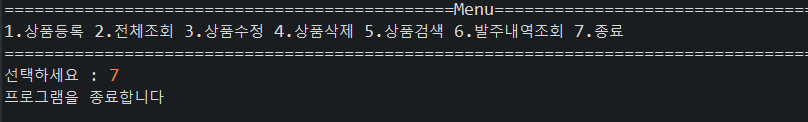 =============================================Menu================================
1.상품등록 2.전체조회 3.상품수정 4.상품삭제 5.상품검색 6.발주내역조회 7.종료
=================================================================================
선택하세요 : 7
프로그램을 종료합니다